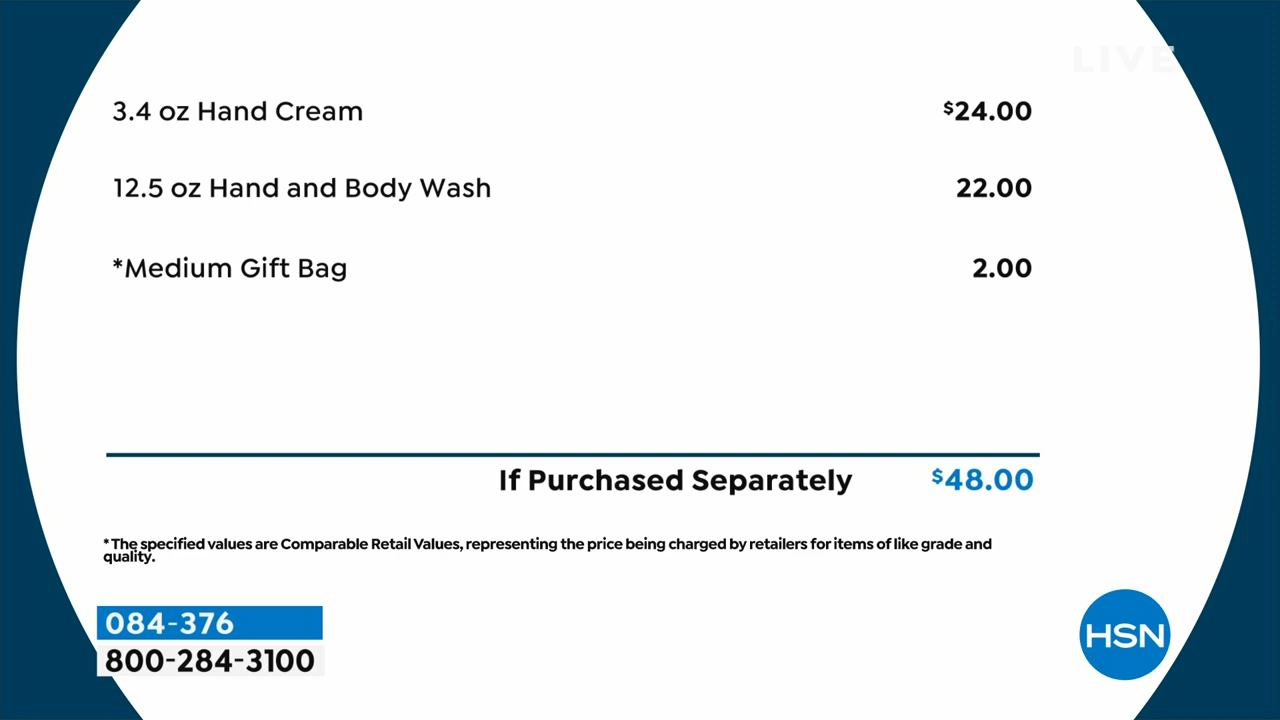 LIVE
3.4 oz Hand Cream $24.00
12.5 oz Hand and Body Wash 22.00
*Medium Gift Bag 2.00
If Purchased Separately $48.00
*The specified values are Comparable Retail Values, representing the price being charged by retailers for items of like grade and
quality.
084-376
800-284-3100
HSN